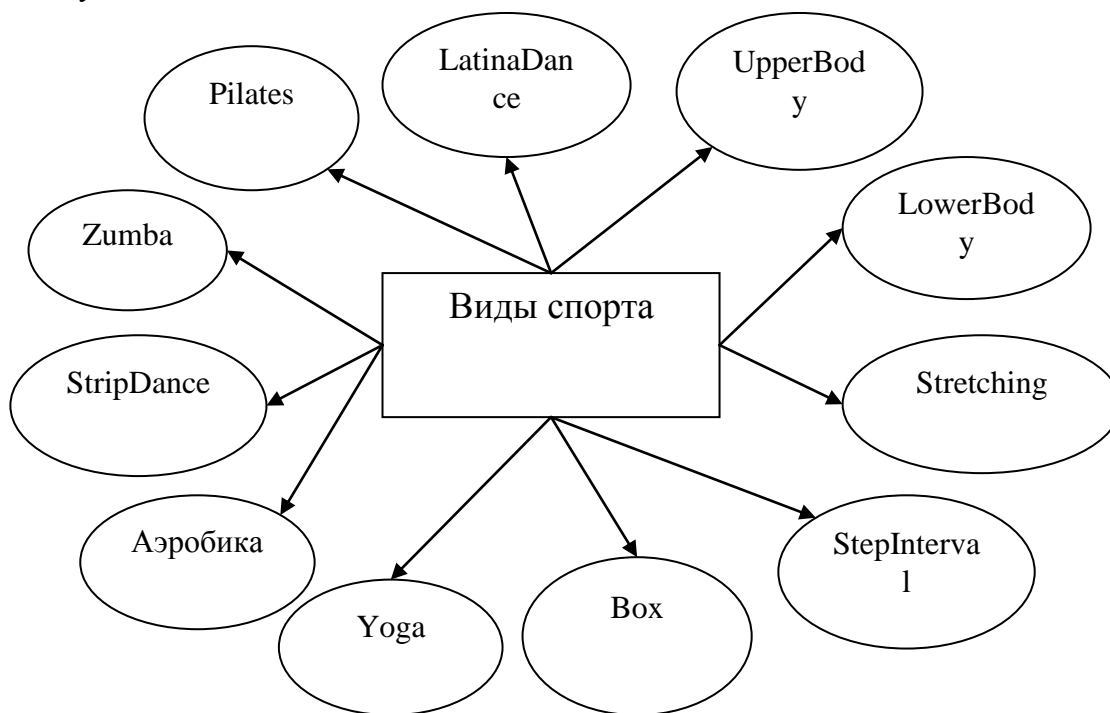 LatinaDan
ce
UpperBod
y
Pilates
LowerBod
y
Zumba
Виды спорта
StripDance
Stretching
Аэробика
StepInterva
l
Yoga
Box